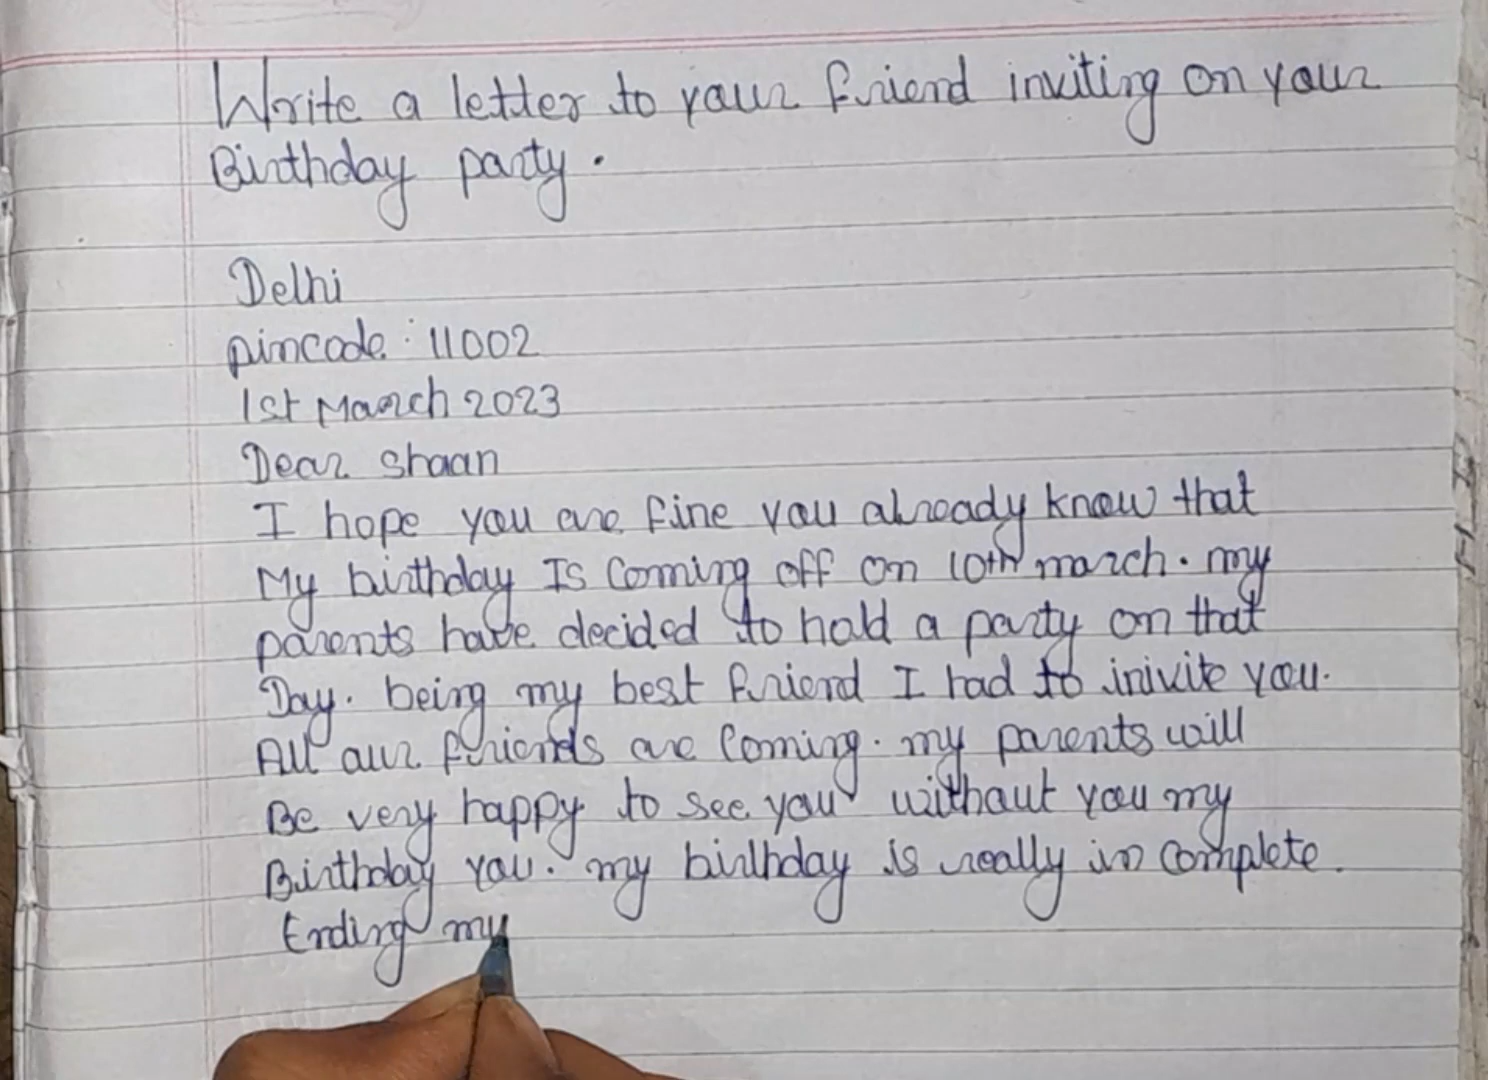 Write a letter to your friend inviting on your
Birthday party.
Delhi
pincode : 11002
1st March 2023
Dear shaan
I hope you are fine you already know that
My birthday Is Coming off on 10th march. my
parents have decided to hold a party on that
Day. being my best friend I had to inivite you.
All our friends are Coming. my parents will
Be very happy to see you without you my
Birthday you. my birthday is really in complete.
Ending my